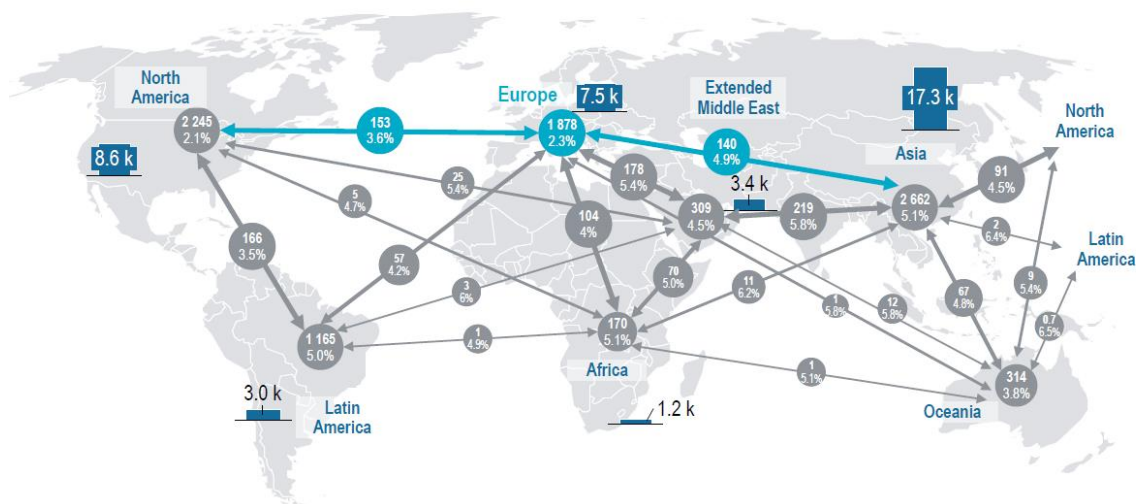 North
America
2 245
2.1%
8.6 k
153
3.6%
Europe
7.5 k
1 878
2.3%
Extended
Middle East
140
4.9%
17.3 k
Asia
North
America
91
4.5%
2 662
5.1%
178
5.4%
3.4 k
309
4.5%
219
5.8%
25
5.4%
5
4.7%
104
4%
166
3.5%
57
4.2%
3
6%
70
5.0%
11
6.2%
2
6.4%
Latin
America
9
5.4%
67
4.8%
1
5.8%
12
5.8%
0.7
6.5%
1 165
5.0%
1
4.9%
170
5.1%
Africa
1
5.1%
314
3.8%
Oceania
3.0 k
Latin
America
1.2 k